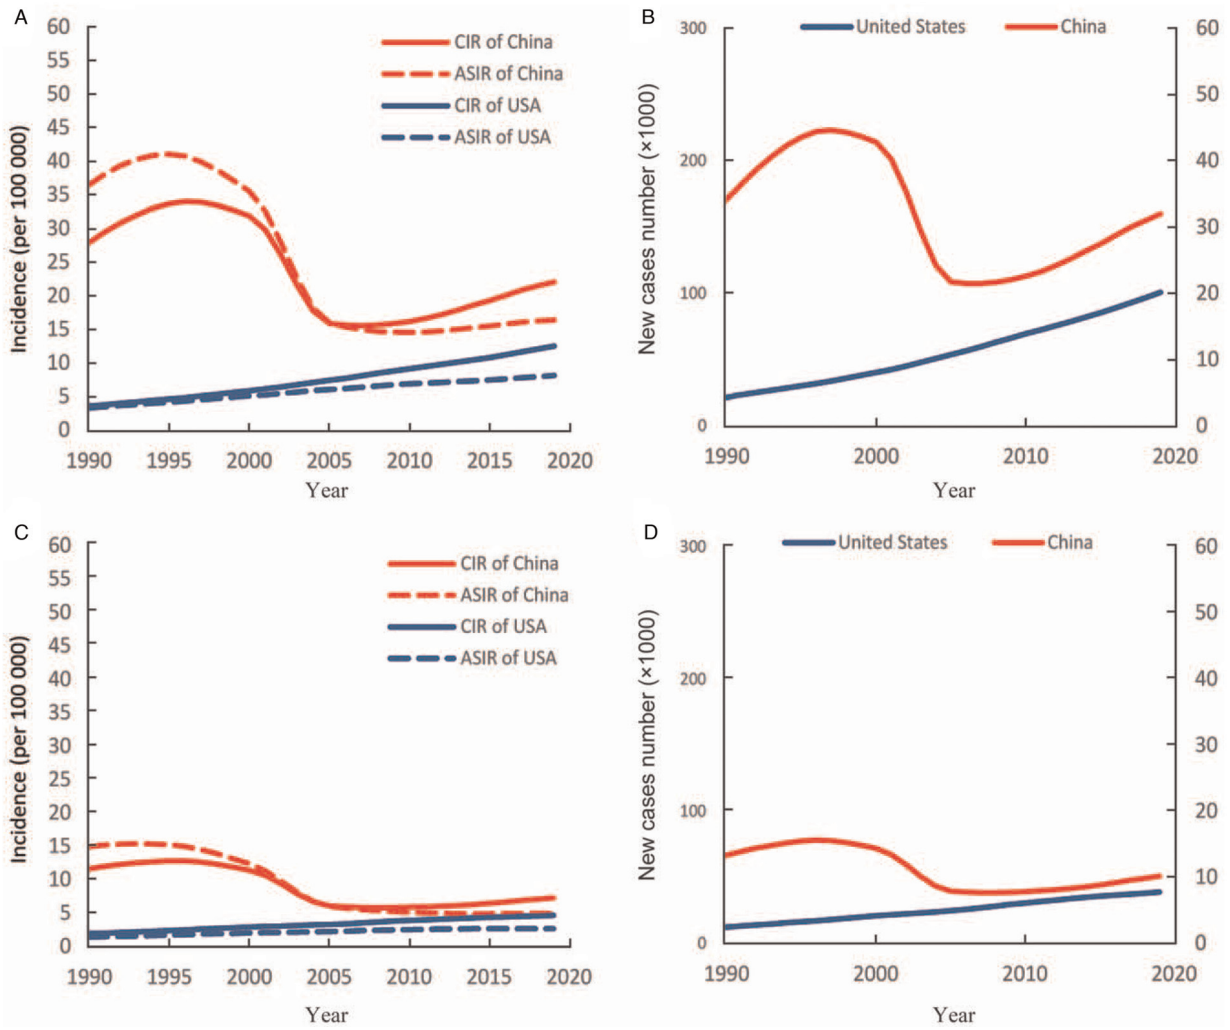 A
60
55
50
45
40
35
30
25
20
15
10
5
0
Incidence (per 100 000)
CIR of China
ASIR of China
CIR of USA
ASIR of USA
1990 1995 2000 2005 2010 2015 2020
Year
B
United States China
300
200
100
0
New cases number (×1000)
60
50
40
30
20
10
0
1990 2000 2010 2020
Year
C
60
55
50
45
40
35
30
25
20
15
10
5
0
Incidence (per 100 000)
CIR of China
ASIR of China
CIR of USA
ASIR of USA
1990 1995 2000 2005 2010 2015 2020
Year
D
United States China
300
200
100
0
New cases number (×1000)
60
50
40
30
20
10
0
1990 2000 2010 2020
Year